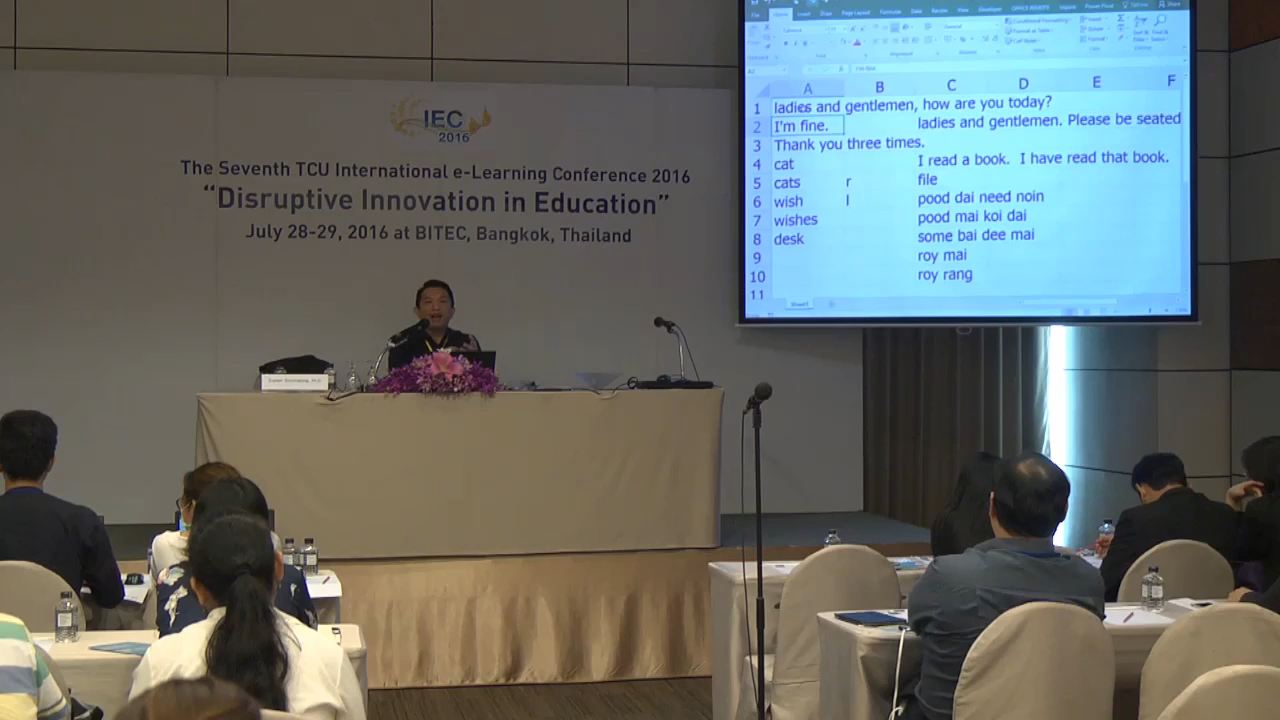 IEC
2016
The Seventh TCU International e-Learning Conference 2016
“Disruptive Innovation in Education”
July 28-29, 2016 at BITEC, Bangkok, Thailand
A B C D E F
1 ladies and gentlemen, how are you today?
2 I'm fine. ladies and gentlemen. Please be seated
3 Thank you three times.
4 cat I read a book. I have read that book.
5 cats r file
6 wish l pood dai need noin
7 wishes pood mai koi dai
8 desk some bai dee mai
9 roy mai
10 roy rang
11
Sheet1